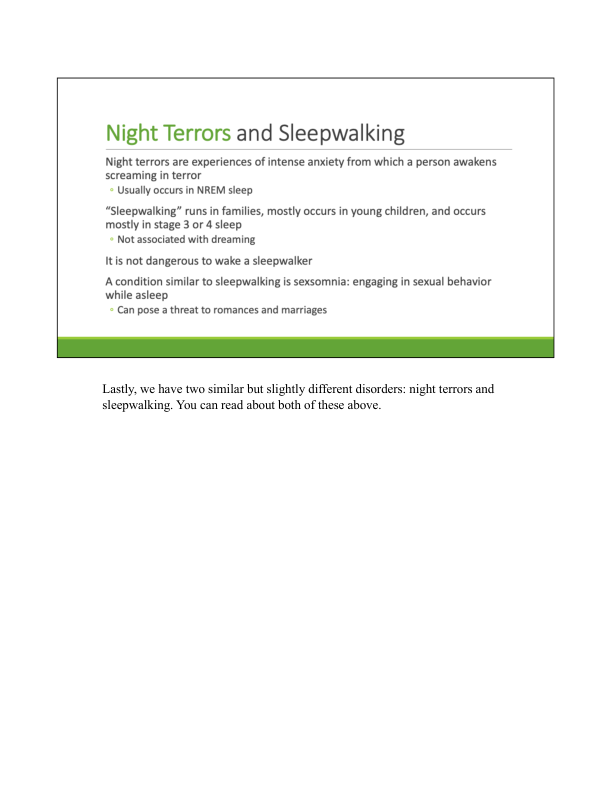 Night Terrors and Sleepwalking
Night terrors are experiences of intense anxiety from which a person awakens
screaming in terror
• Usually occurs in NREM sleep
“Sleepwalking” runs in families, mostly occurs in young children, and occurs
mostly in stage 3 or 4 sleep
• Not associated with dreaming
It is not dangerous to wake a sleepwalker
A condition similar to sleepwalking is sexsomnia: engaging in sexual behavior
while asleep
• Can pose a threat to romances and marriages
Lastly, we have two similar but slightly different disorders: night terrors and
sleepwalking. You can read about both of these above.